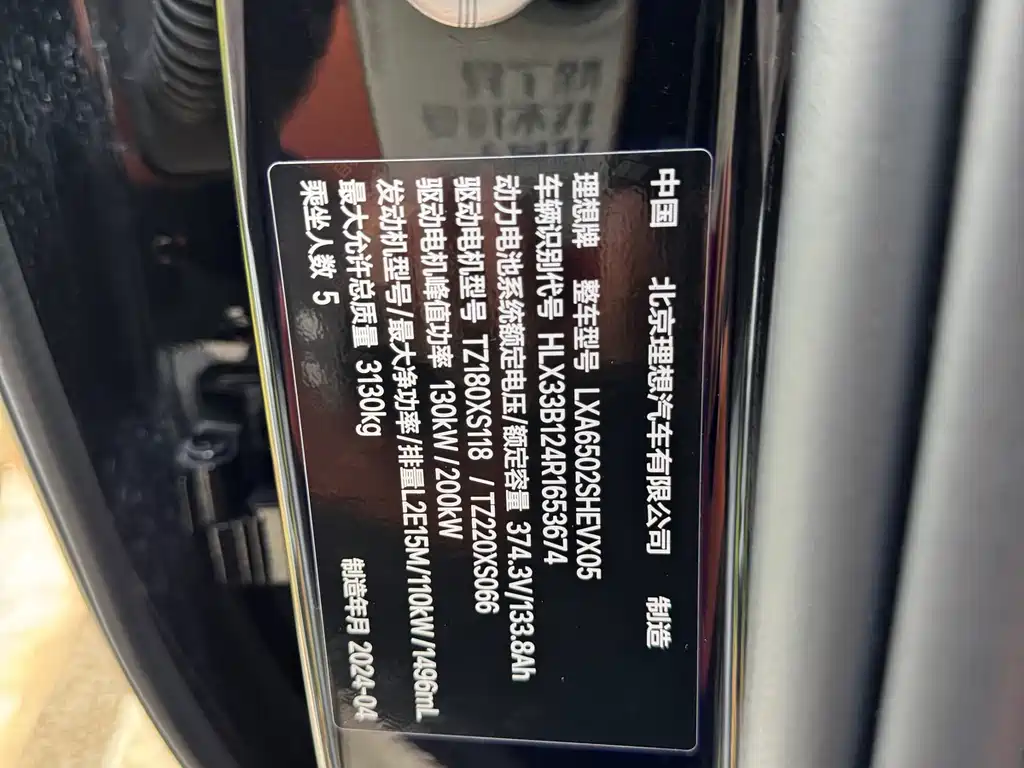 中国 北京理想汽车有限公司 制造
理想牌 整车型号 LXA6502SHEVX05
车辆识别代号 HLX33B124R1653674
动力电池系统额定电压/额定容量 374.3V/133.8Ah
驱动电机型号 TZ180XS118 / TZ220XS066
驱动电机峰值功率 130kW/200kW
发动机型号/最大净功率/排量L2E15M/110kW/1496mL
最大允许总质量 3130kg
乘坐人数 5 制造年月 2024-04